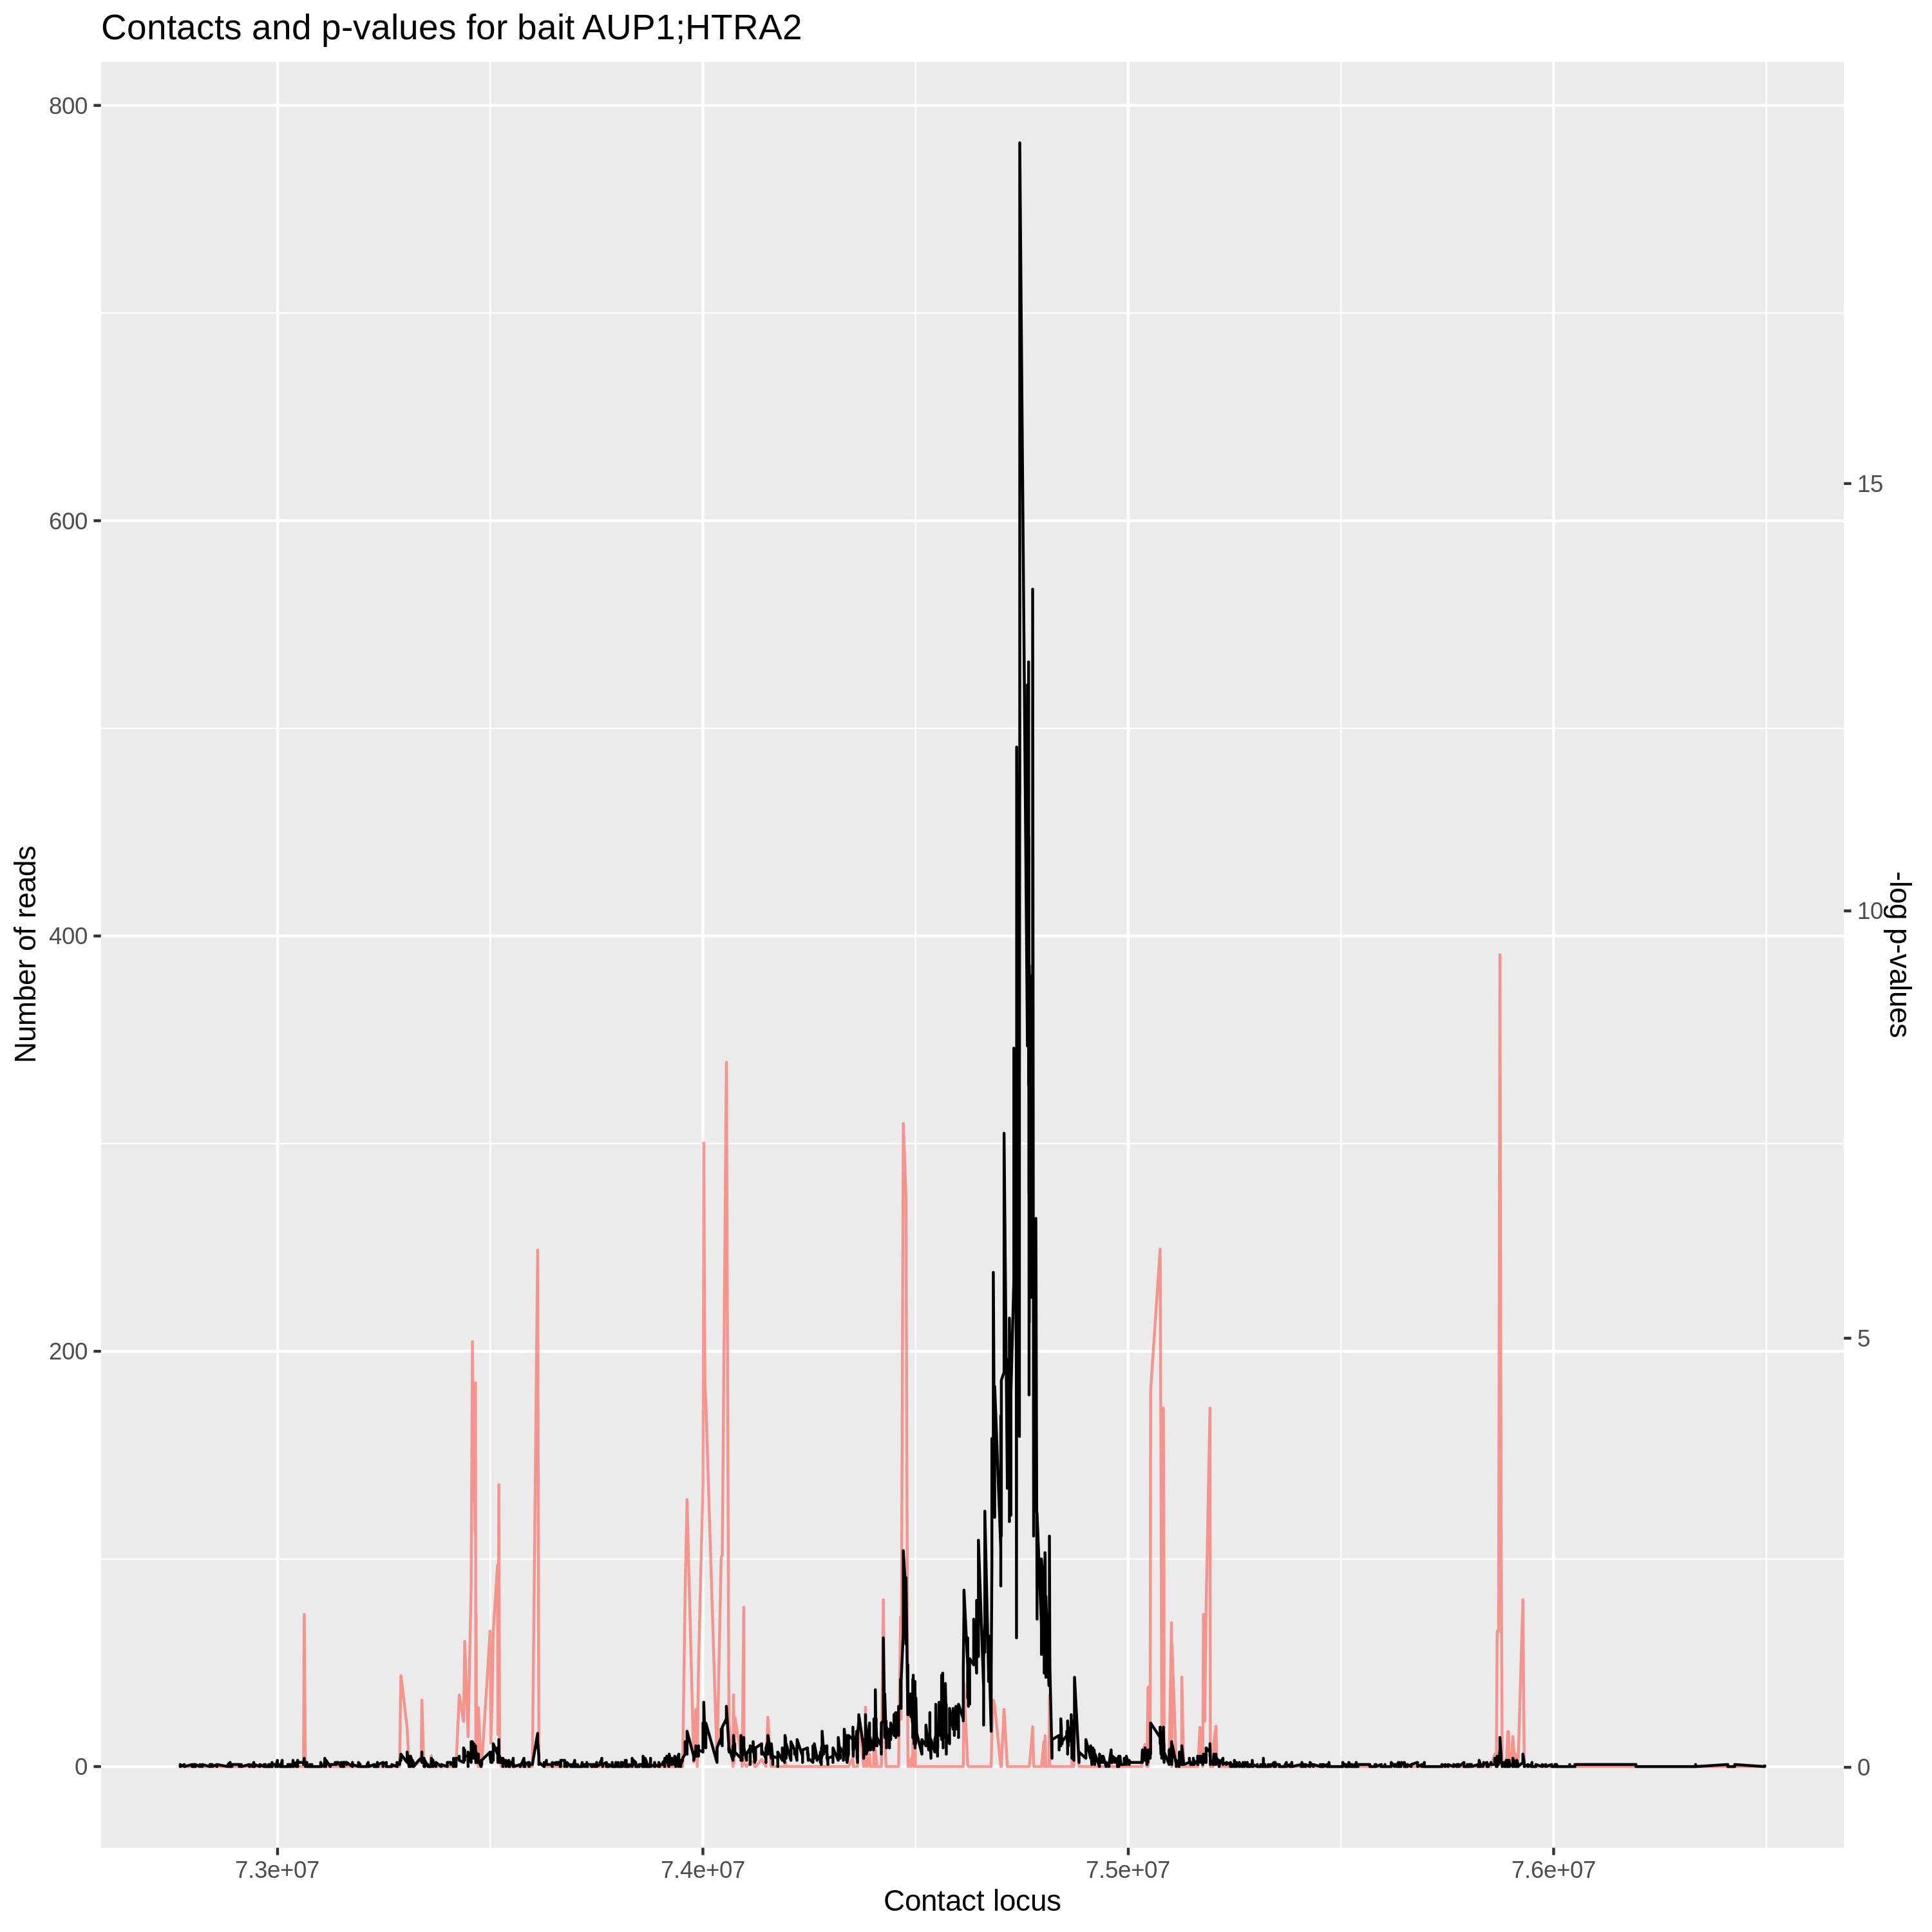 Contacts and p-values for bait AUP1;HTRA2
800
600
400
200
0
Number of reads
15
10
5
0
-log p-values
7.3e+07 7.4e+07 7.5e+07 7.6e+07
Contact locus